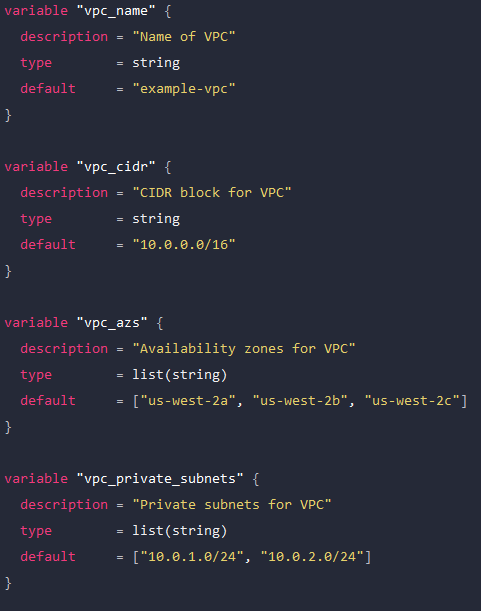 variable "vpc_name" {
  description = "Name of VPC"
  type        = string
  default     = "example-vpc"
}

variable "vpc_cidr" {
  description = "CIDR block for VPC"
  type        = string
  default     = "10.0.0.0/16"
}

variable "vpc_azs" {
  description = "Availability zones for VPC"
  type        = list(string)
  default     = ["us-west-2a", "us-west-2b", "us-west-2c"]
}

variable "vpc_private_subnets" {
  description = "Private subnets for VPC"
  type        = list(string)
  default     = ["10.0.1.0/24", "10.0.2.0/24"]
}